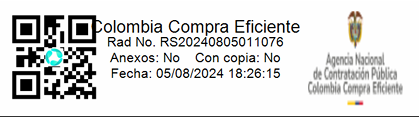 Colombia Compra Eficiente
Rad No. RS20240805011076
Anexos: No Con copia: No
Fecha: 05/08/2024 18:26:15
Agencia Nacional
de Contratación Pública
Colombia Compra Eficiente